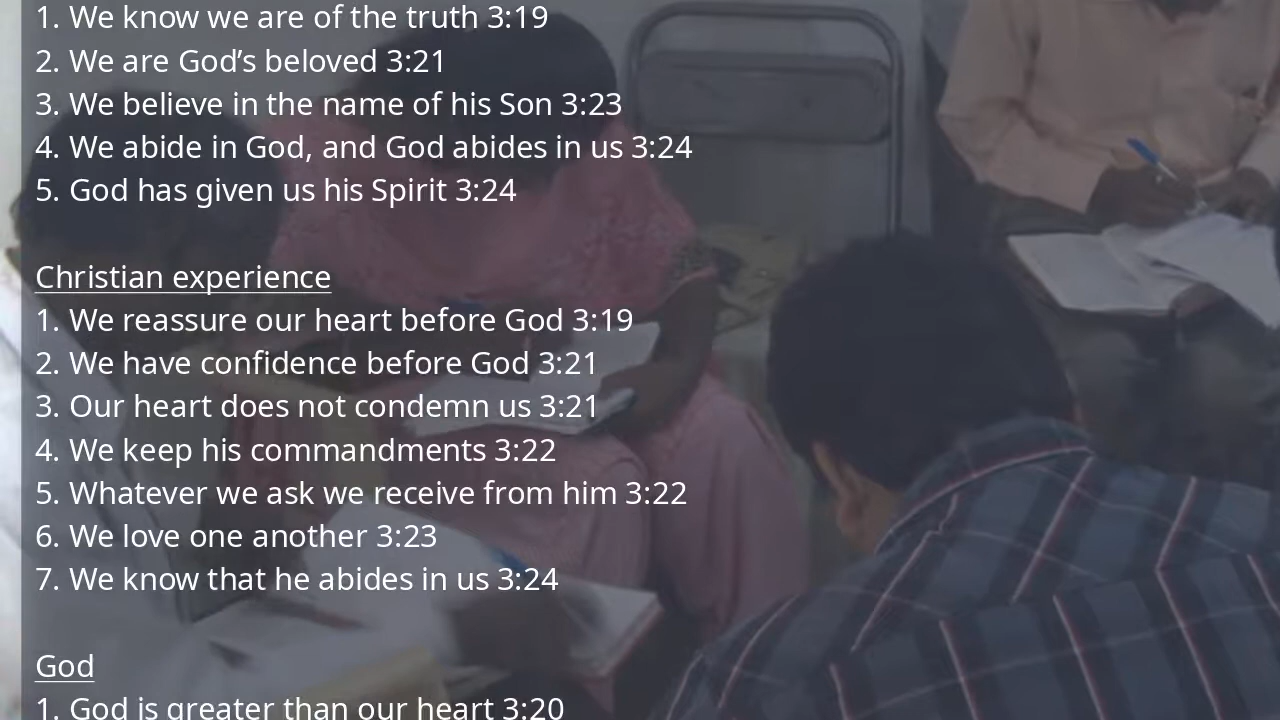 1. We know we are of the truth 3:19
2. We are God’s beloved 3:21
3. We believe in the name of his Son 3:23
4. We abide in God, and God abides in us 3:24
5. God has given us his Spirit 3:24
Christian experience
1. We reassure our heart before God 3:19
2. We have confidence before God 3:21
3. Our heart does not condemn us 3:21
4. We keep his commandments 3:22
5. Whatever we ask we receive from him 3:22
6. We love one another 3:23
7. We know that he abides in us 3:24
God
1. God is greater than our heart 3:20